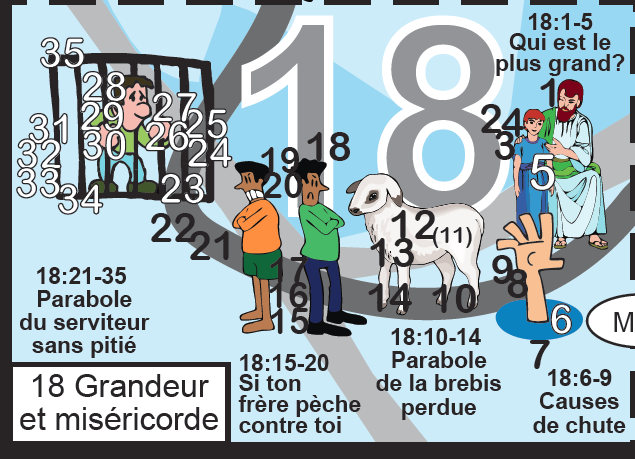 18
18:1-5
Qui est le
plus grand?
1
24
3
5
35
28
29
27
31
30
26
25
32
24
33
23
34
22
21
18
19
20
17
16
15
12 (11)
13
14
10
9
8
6
7
M
18:21-35
Parabole
du serviteur
sans pitié
18:15-20
Si ton
frère pèche
contre toi
18:10-14
Parabole
de la brebis
perdue
18:6-9
Causes
de chute
18 Grandeur
et miséricorde